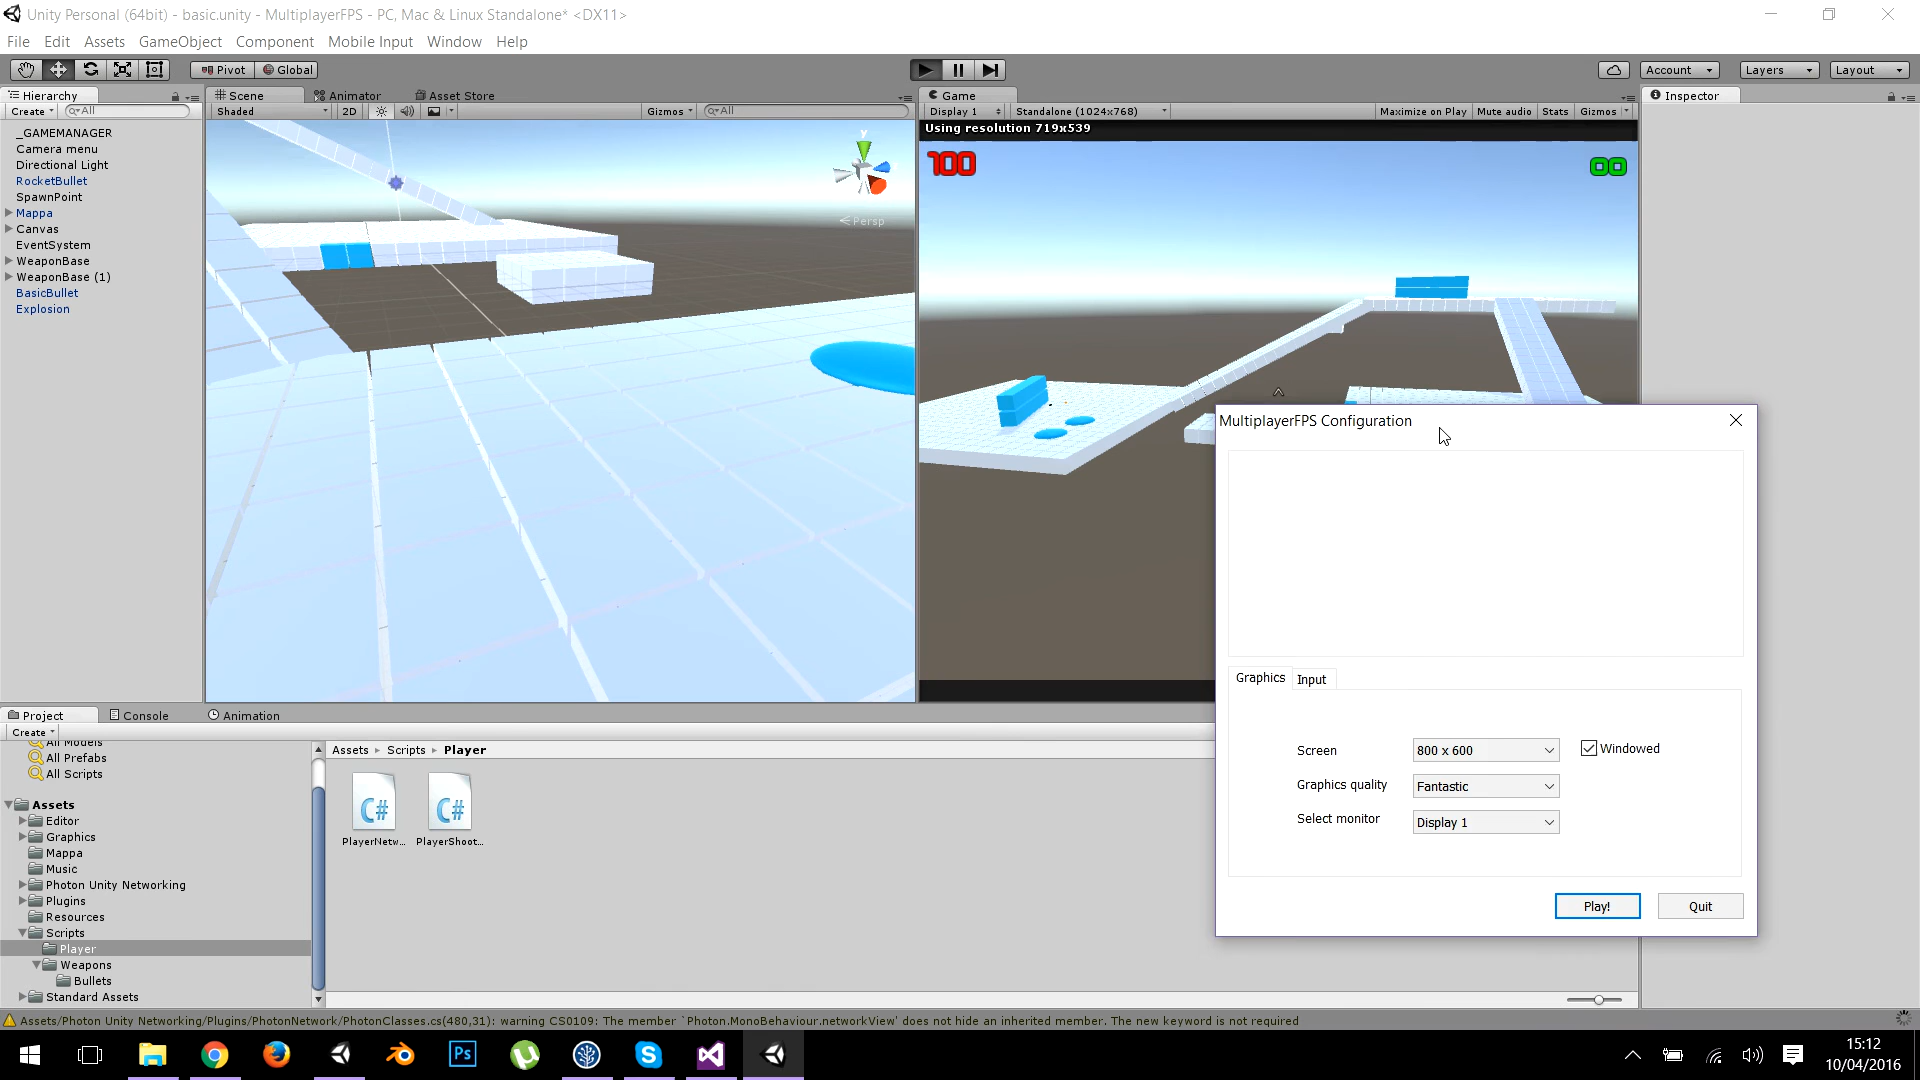 Unity Personal (64bit) - basic.unity - MultiplayerFPS - PC, Mac & Linux Standalone* <DX11>
File Edit Assets GameObject Component Mobile Input Window Help
Pivot Global Account Layers Layout
Hierarchy
Create All
_GAMEMANAGER
Camera menu
Directional Light
RocketBullet
SpawnPoint
Mappa
Canvas
EventSystem
WeaponBase
WeaponBase (1)
BasicBullet
Explosion
Scene Animator Asset Store
Shaded 2D Gizmos All
y
Persp
Game
Display 1 Standalone (1024x768) Maximize on Play Mute audio Stats Gizmos
Using resolution 719x539
100
Inspector
MultiplayerFPS Configuration
Graphics Input
Screen 800 x 600 Windowed
Graphics quality Fantastic
Select monitor Display 1
Play! Quit
Project Console Animation
Create
All Models
All Prefabs
All Scripts
Assets
Editor
Graphics
Mappa
Music
Photon Unity Networking
Plugins
Resources
Scripts
Player
Weapons
Bullets
Standard Assets
Assets Scripts Player
C# C#
PlayerNetw... PlayerShoot...
Assets/Photon Unity Networking/Plugins/PhotonNetwork/PhotonClasses.cs(480,31): warning CS0109: The member `Photon.MonoBehaviour.networkView' does not hide an inherited member. The new keyword is not required
Ps
15:12
10/04/2016